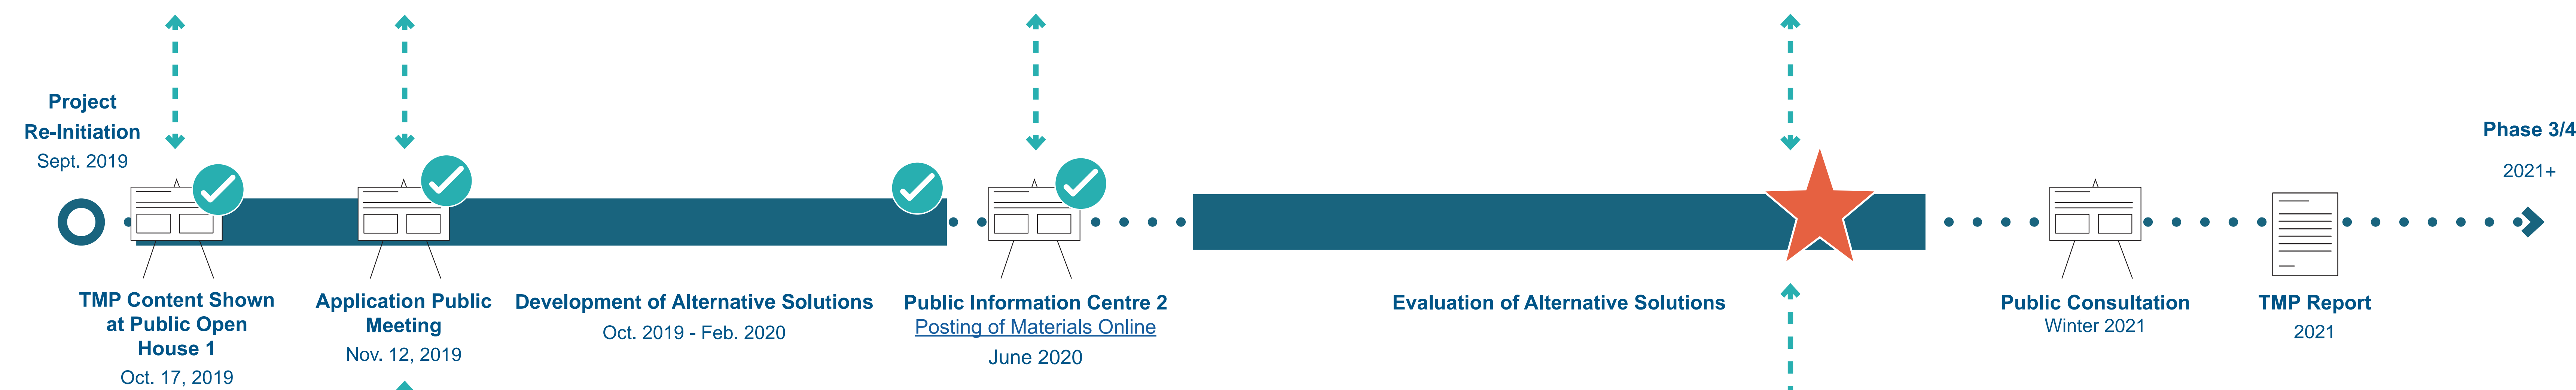 Project
Re-Initiation
Sept. 2019
TMP Content Shown
at Public Open
House 1
Oct. 17, 2019
Application Public
Meeting
Nov. 12, 2019
Development of Alternative Solutions
Oct. 2019 - Feb. 2020
Public Information Centre 2
Posting of Materials Online
June 2020
Evaluation of Alternative Solutions
Public Consultation
Winter 2021
TMP Report
2021
Phase 3/4
2021+